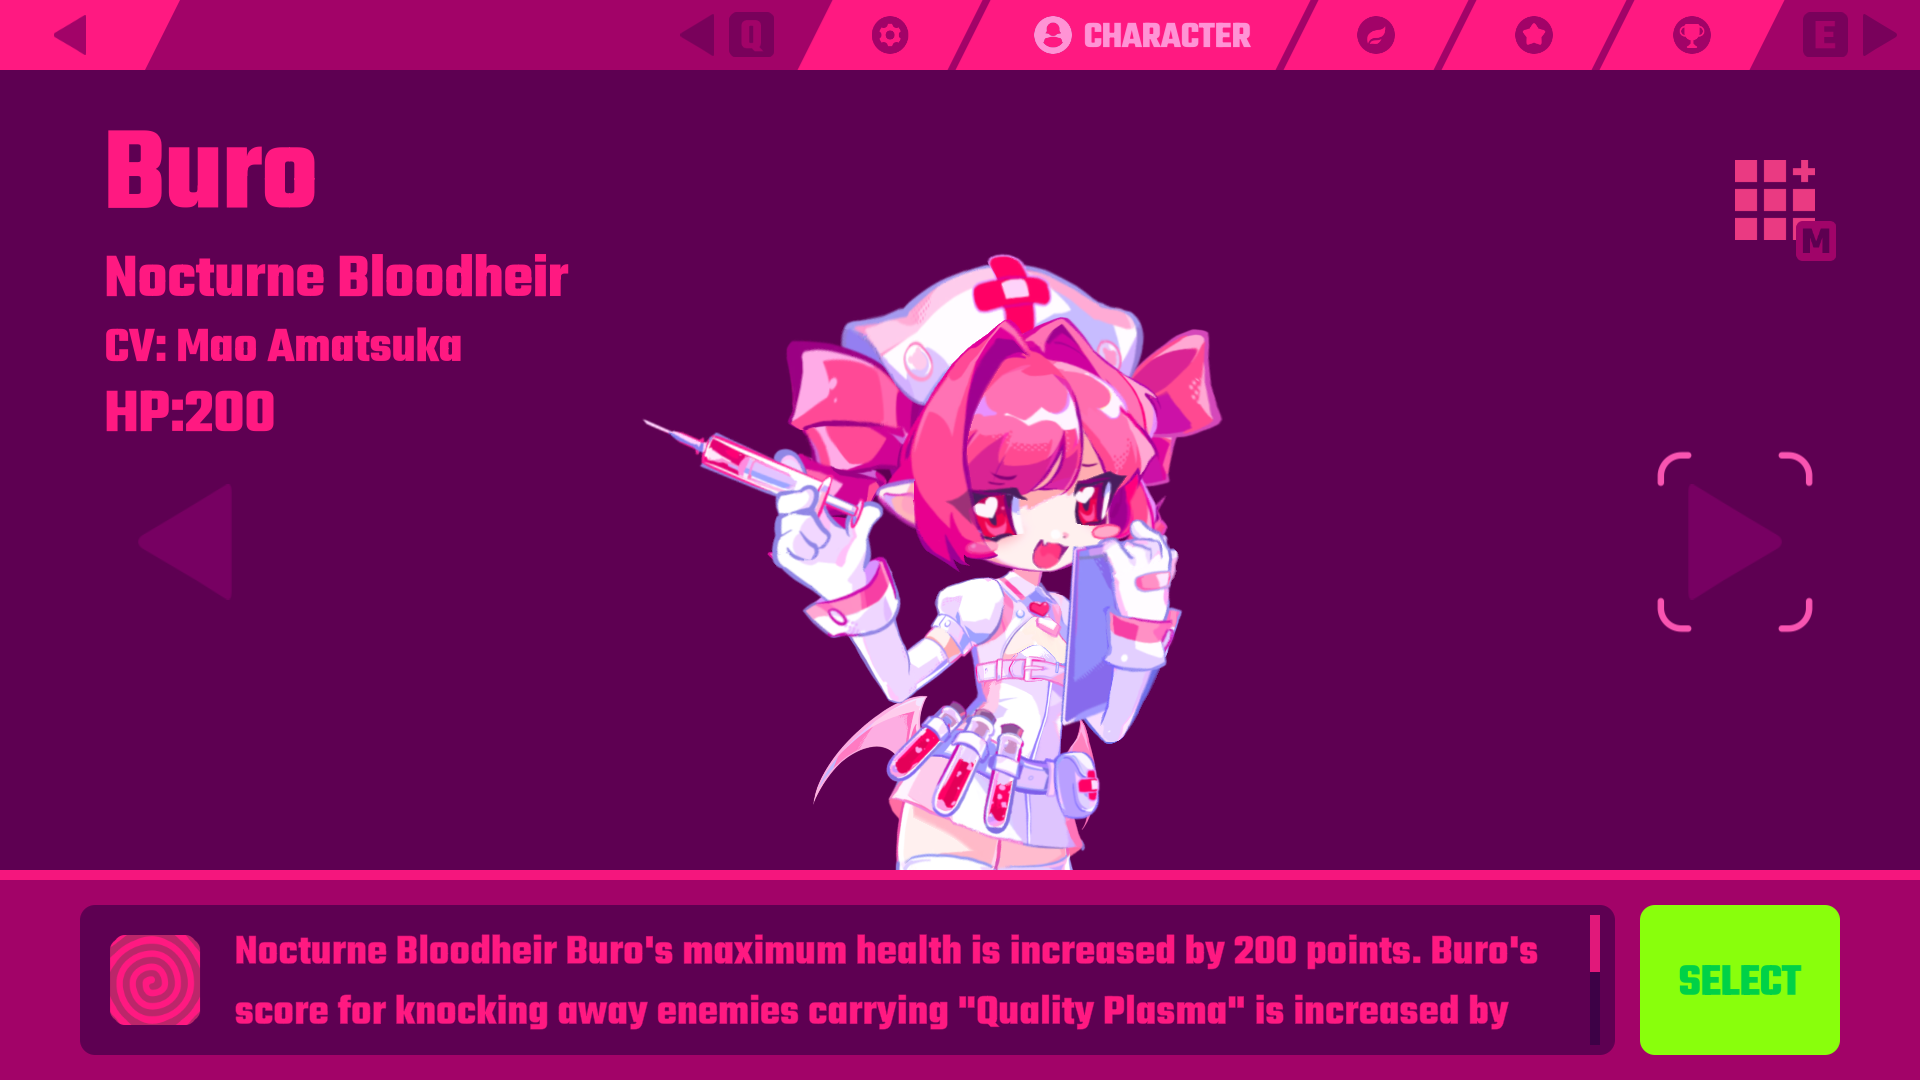 Q
CHARACTER
E
Buro
M
Nocturne Bloodheir
CV: Mao Amatsuka
HP:200
Nocturne Bloodheir Buro's maximum health is increased by 200 points. Buro's
score for knocking away enemies carrying "Quality Plasma" is increased by
SELECT